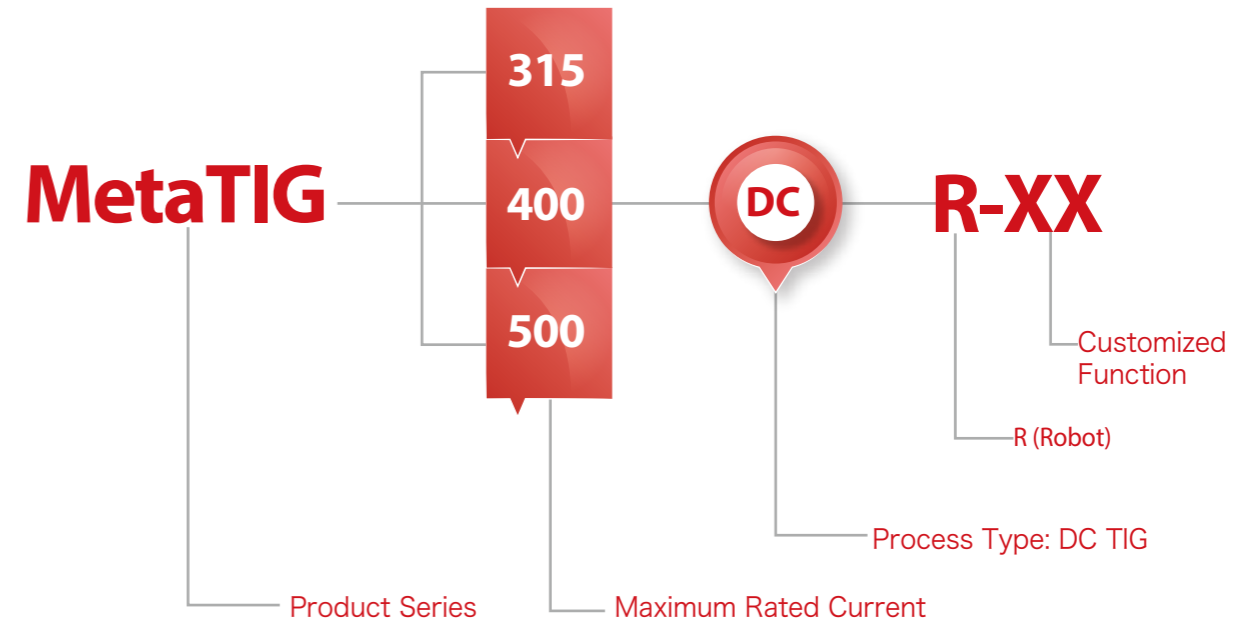 315
MetaTIG
400
DC
R-XX
500
Customized
Function
R (Robot)
Process Type: DC TIG
Product Series
Maximum Rated Current